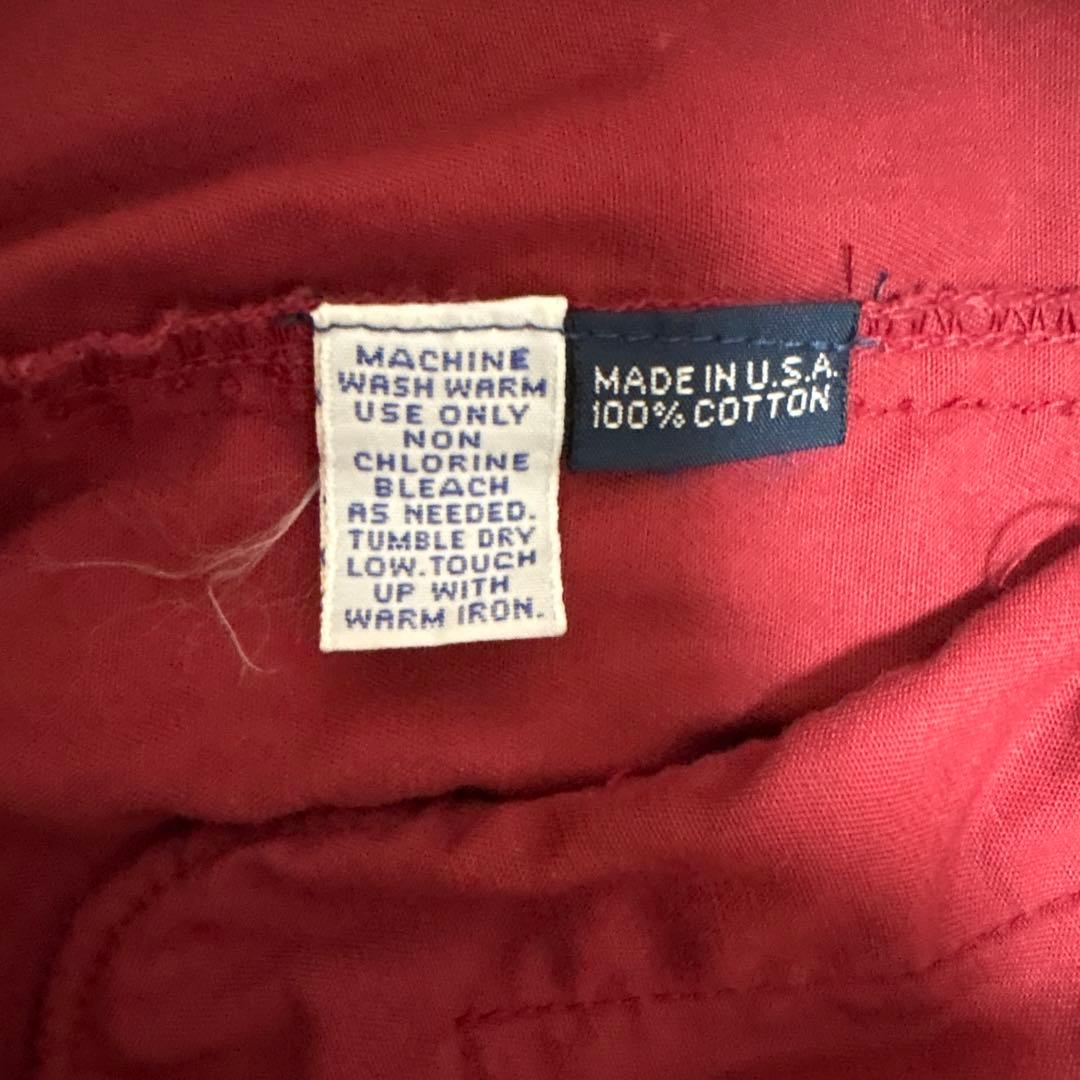 MACHINE
WASH WARM
USE ONLY
NON
CHLORINE
BLEACH
AS NEEDED.
TUMBLE DRY
LOW.TOUCH
UP WITH
WARM IRON.
MADE IN U.S.A.
100% COTTON